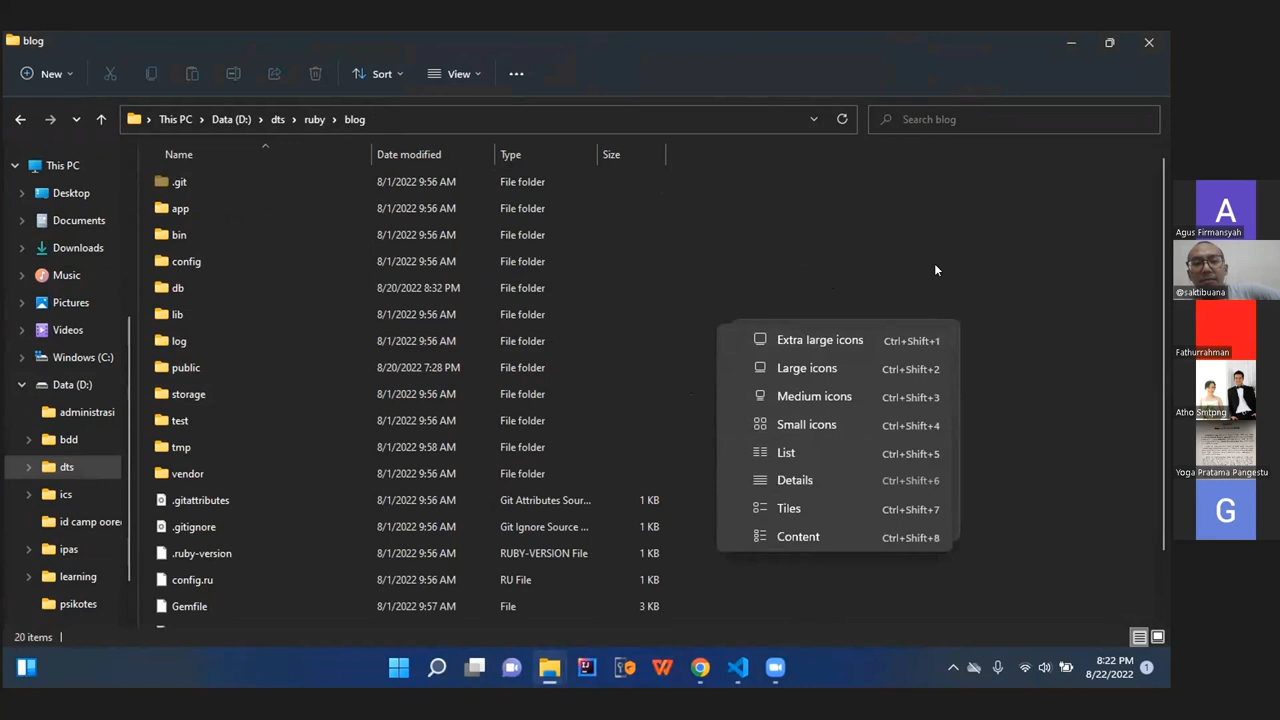 blog
New
Sort
View
This PC > Data (D:) > dts > ruby > blog
Search blog
Name
Date modified
Type
Size
This PC
Desktop
Documents
Downloads
Music
Pictures
Videos
Windows (C:)
Data (D:)
administrasi
bdd
dts
ics
id camp oore
ipas
learning
psikotes
.git 8/1/2022 9:56 AM File folder
app 8/1/2022 9:56 AM File folder
bin 8/1/2022 9:56 AM File folder
config 8/1/2022 9:56 AM File folder
db 8/20/2022 8:32 PM File folder
lib 8/1/2022 9:56 AM File folder
log 8/1/2022 9:56 AM File folder
public 8/20/2022 7:28 PM File folder
storage 8/1/2022 9:56 AM File folder
test 8/1/2022 9:56 AM File folder
tmp 8/1/2022 9:58 AM File folder
vendor 8/1/2022 9:56 AM File folder
.gitattributes 8/1/2022 9:56 AM Git Attributes Sour... 1 KB
.gitignore 8/1/2022 9:56 AM Git Ignore Source ... 1 KB
.ruby-version 8/1/2022 9:56 AM RUBY-VERSION File 1 KB
config.ru 8/1/2022 9:56 AM RU File 1 KB
Gemfile 8/1/2022 9:57 AM File 3 KB
Extra large icons Ctrl+Shift+1
Large icons Ctrl+Shift+2
Medium icons Ctrl+Shift+3
Small icons Ctrl+Shift+4
List Ctrl+Shift+5
Details Ctrl+Shift+6
Tiles Ctrl+Shift+7
Content Ctrl+Shift+8
20 items
8:22 PM
8/22/2022
1
A
Agus Firmansyah
@saktibuana
Fathurrahman
Atho Smtpng
Yoga Pratama Pangestu
G